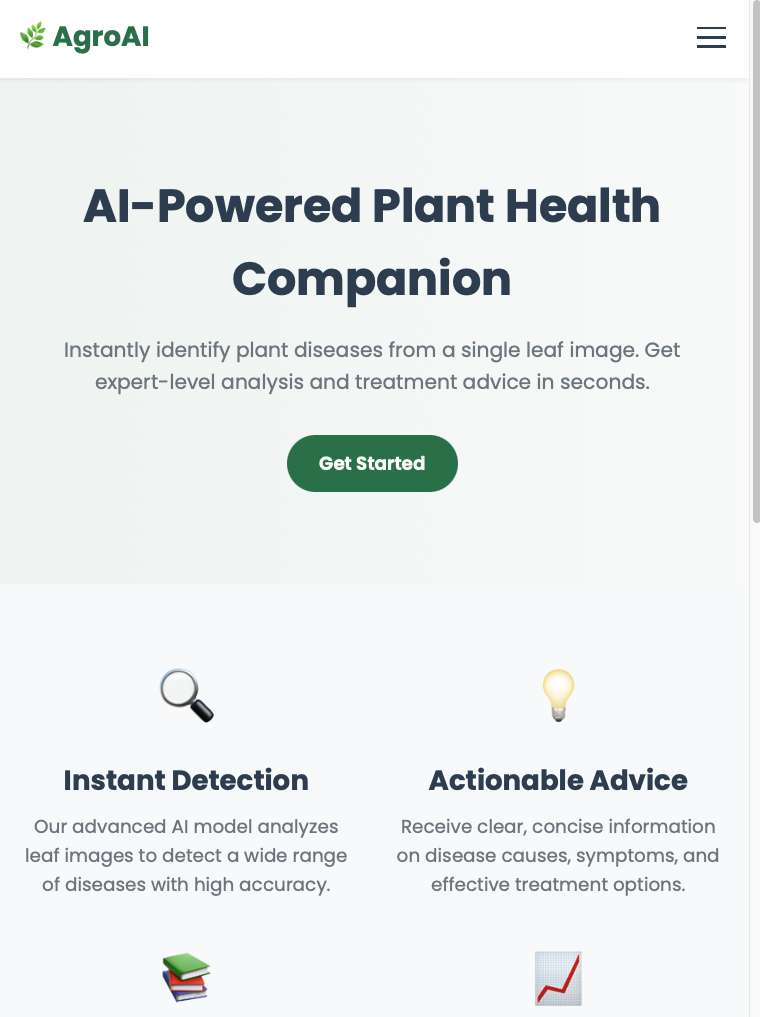 AgroAI
AI-Powered Plant Health
Companion
Instantly identify plant diseases from a single leaf image. Get
expert-level analysis and treatment advice in seconds.
Get Started
Instant Detection
Our advanced AI model analyzes
leaf images to detect a wide range
of diseases with high accuracy.
Actionable Advice
Receive clear, concise information
on disease causes, symptoms, and
effective treatment options.